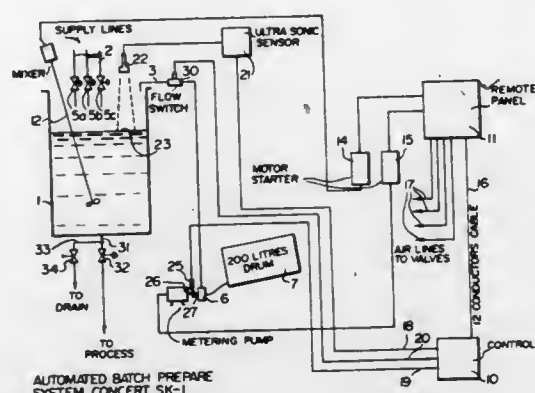 SUPPLY LINES
MIXER
2
22
3
30
ULTRA SONIC
SENSOR
21
FLOW
SWITCH
12
5a
5b
5c
23
1
REMOTE
PANEL
11
14
15
MOTOR
STARTER
17
16
AIR LINES
TO VALVES
12 CONDUCTORS CABLE
33
31
34
32
25
26
27
6
200 LITRES
DRUM
7
TO
DRAIN
METERING PUMP
TO
PROCESS
18
20
19
CONTROL
10
AUTOMATED BATCH PREPARE
SYSTEM CONCERT SK-1